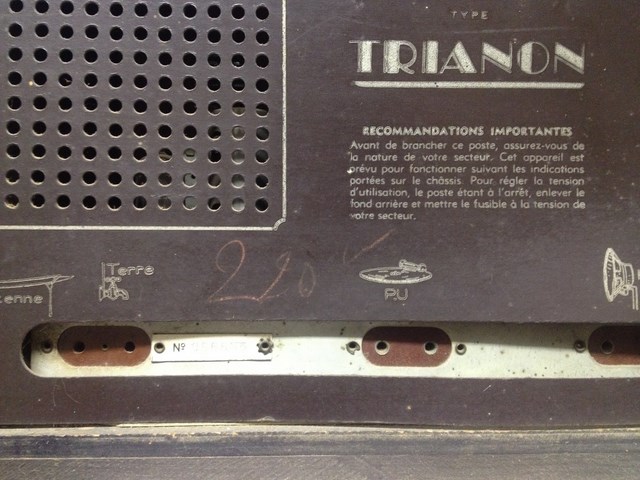 TYPE
TRIANON
RECOMMANDATIONS IMPORTANTES
Avant de brancher ce poste, assurez-vous de
la nature de votre secteur. Cet appareil est
prévu pour fonctionner suivant les indications
portées sur le châssis. Pour régler la tension
d'utilisation, le poste étant à l'arrêt, enlever le
fond arrière et mettre le fusible à la tension de
votre secteur.
220 v
Terre
tenne
P.U
Nº